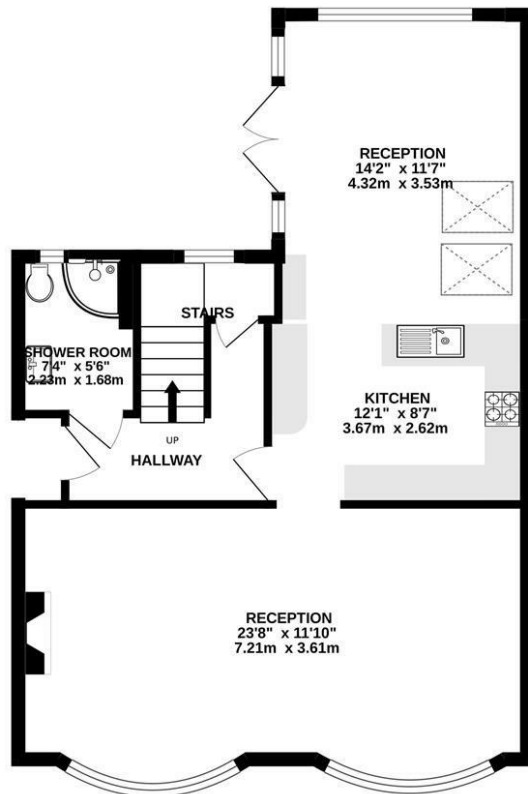 RECEPTION
14'2" x 11'7"
4.32m x 3.53m
STAIRS
SHOWER ROOM
7'4" x 5'6"
2.23m x 1.68m
KITCHEN
12'1" x 8'7"
3.67m x 2.62m
UP
HALLWAY
RECEPTION
23'8" x 11'10"
7.21m x 3.61m